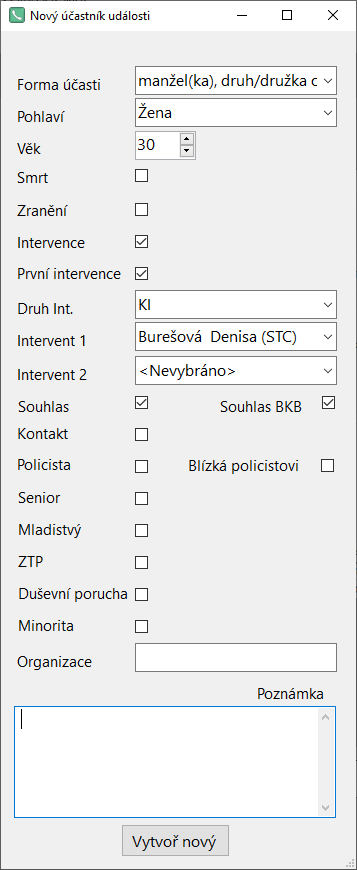 Nový účastník události
Forma účasti manžel(ka), druh/družka o
Pohlaví Žena
Věk 30
Smrt
Zranění
Intervence
První intervence
Druh Int. KI
Intervent 1 Burešová Denisa (STC)
Intervent 2 <Nevybráno>
Souhlas Souhlas BKB
Kontakt
Policista Blízká policistovi
Senior
Mladistvý
ZTP
Duševní porucha
Minorita
Organizace
Poznámka
Vytvoř nový